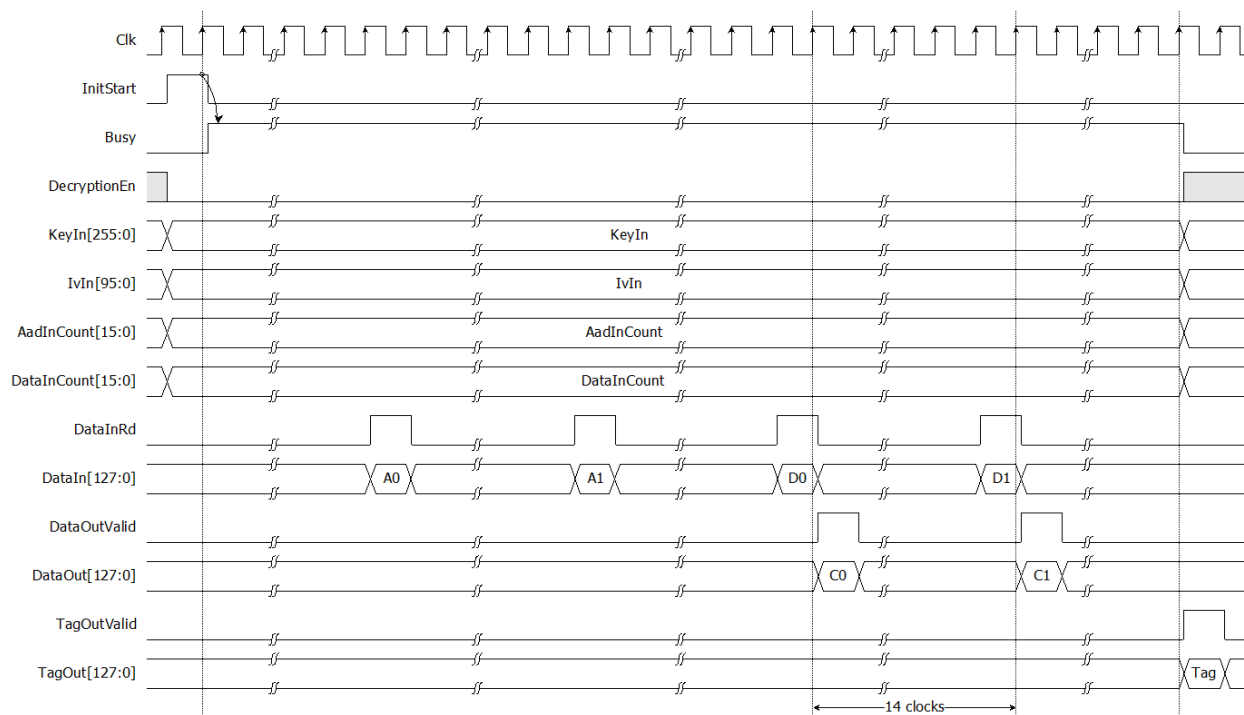 Clk
InitStart
Busy
DecryptionEn
KeyIn[255:0] KeyIn
IvIn[95:0] IvIn
AadInCount[15:0] AadInCount
DataInCount[15:0] DataInCount
DataInRd
DataIn[127:0] A0 A1 D0 D1
DataOutValid
DataOut[127:0] C0 C1
TagOutValid
TagOut[127:0] Tag
14 clocks